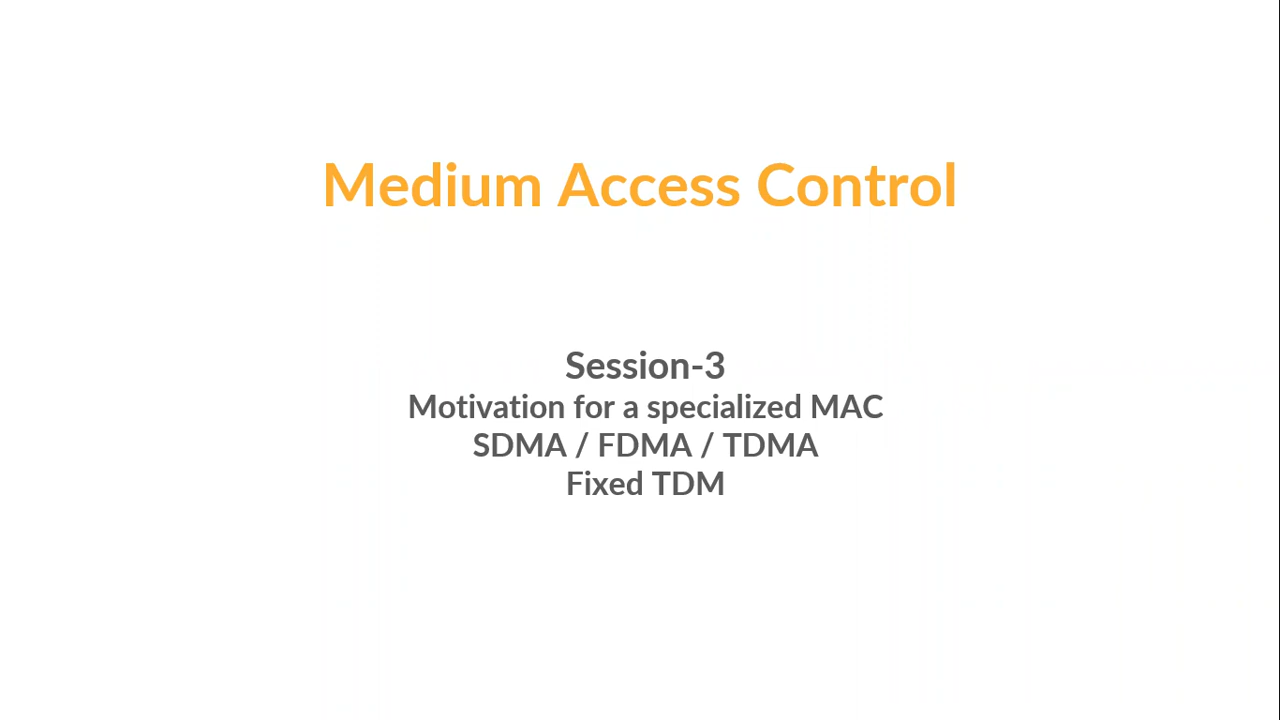 Medium Access Control
Session-3
Motivation for a specialized MAC
SDMA / FDMA / TDMA
Fixed TDM